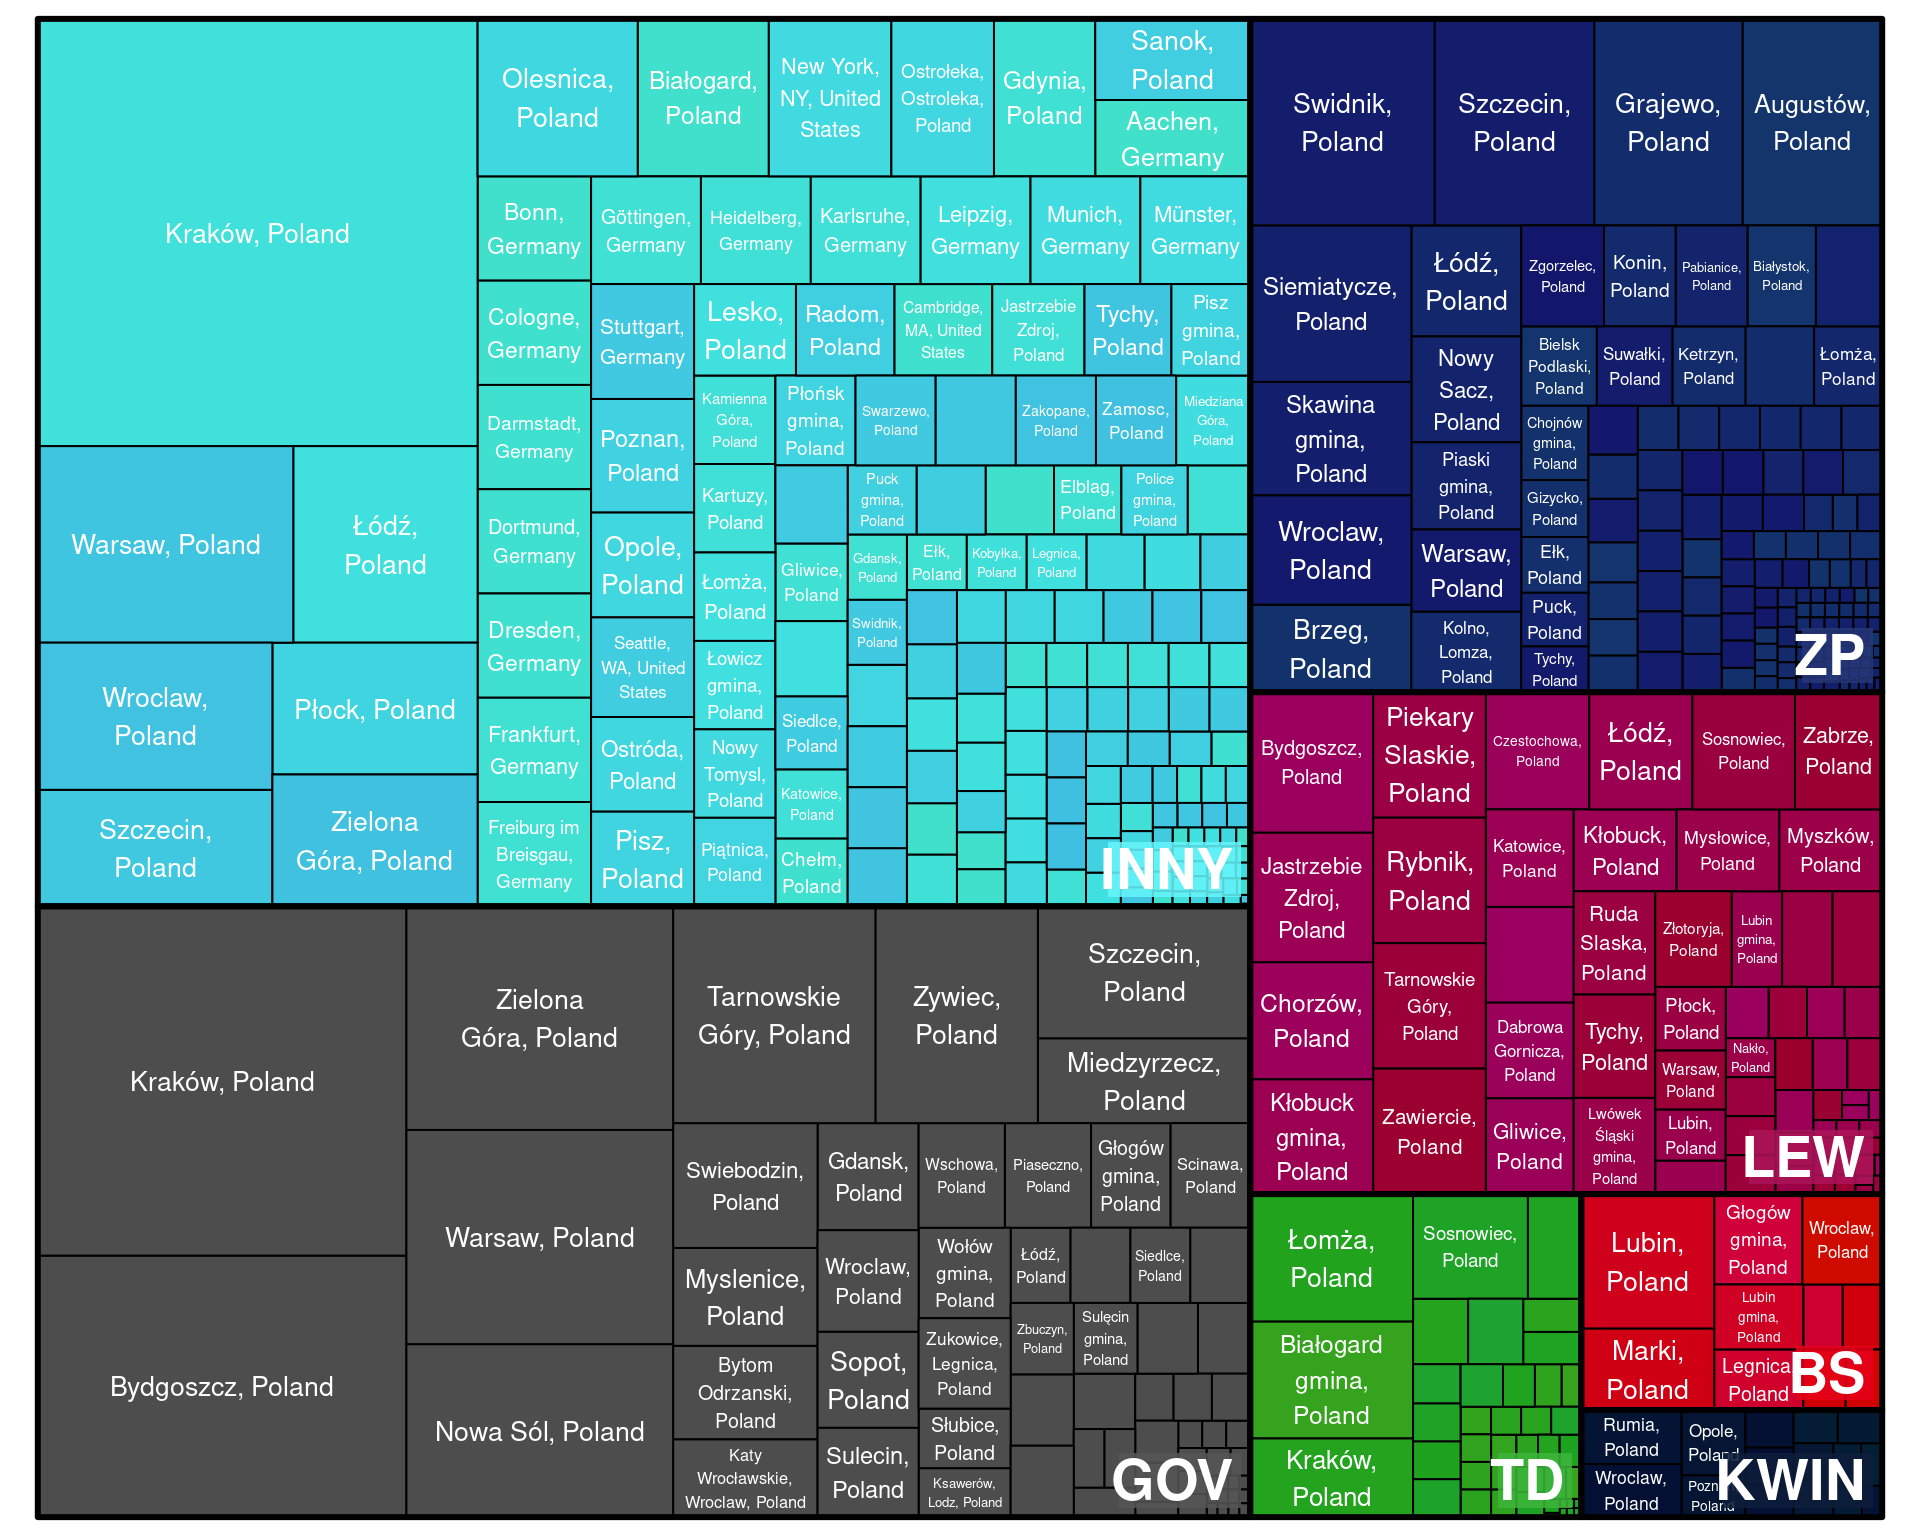 Kraków, Poland
Warsaw, Poland
Łódź,
Poland
Wroclaw,
Poland
Płock, Poland
Szczecin,
Poland
Zielona
Góra, Poland
Olesnica,
Poland
Białogard,
Poland
New York,
NY, United
States
Ostrołeka,
Ostroleka,
Poland
Gdynia,
Poland
Sanok,
Poland
Aachen,
Germany
Bonn,
Germany
Göttingen,
Germany
Heidelberg,
Germany
Karlsruhe,
Germany
Leipzig,
Germany
Munich,
Germany
Münster,
Germany
Cologne,
Germany
Darmstadt,
Germany
Dortmund,
Germany
Dresden,
Germany
Frankfurt,
Germany
Freiburg im
Breisgau,
Germany
Stuttgart,
Germany
Poznan,
Poland
Opole,
Poland
Seattle,
WA, United
States
Ostróda,
Poland
Pisz,
Poland
Lesko,
Poland
Radom,
Poland
Cambridge,
MA, United
States
Jastrzebie
Zdroj,
Poland
Tychy,
Poland
Pisz
gmina,
Poland
Kamienna
Góra,
Poland
Kartuzy,
Poland
Łomża,
Poland
Łowicz
gmina,
Poland
Nowy
Tomysl,
Poland
Piątnica,
Poland
Płońsk
gmina,
Poland
Swarzewo,
Poland
Zakopane,
Poland
Zamosc,
Poland
Miedziana
Góra,
Poland
Gliwice,
Poland
Siedlce,
Poland
Katowice,
Poland
Chełm,
Poland
Puck
gmina,
Poland
Elblag,
Poland
Police
gmina,
Poland
Gdansk,
Poland
Swidnik,
Poland
Ełk,
Poland
Kobyłka,
Poland
Legnica,
Poland
INNY
Kraków, Poland
Bydgoszcz, Poland
Zielona
Góra, Poland
Warsaw, Poland
Nowa Sól, Poland
Tarnowskie
Góry, Poland
Zywiec,
Poland
Szczecin,
Poland
Miedzyrzecz,
Poland
Swiebodzin,
Poland
Myslenice,
Poland
Bytom
Odrzanski,
Poland
Katy
Wrocławskie,
Wroclaw, Poland
Gdansk,
Poland
Wroclaw,
Poland
Sopot,
Poland
Sulecin,
Poland
Wschowa,
Poland
Piaseczno,
Poland
Głogów
gmina,
Poland
Scinawa,
Poland
Wołów
gmina,
Poland
Zukowice,
Legnica,
Poland
Słubice,
Poland
Ksawerów,
Lodz, Poland
Łódź,
Poland
Siedlce,
Poland
Zbuczyn,
Poland
Sulęcin
gmina,
Poland
GOV
Swidnik,
Poland
Szczecin,
Poland
Grajewo,
Poland
Augustów,
Poland
Siemiatycze,
Poland
Skawina
gmina,
Poland
Wroclaw,
Poland
Brzeg,
Poland
Łódź,
Poland
Nowy
Sacz,
Poland
Piaski
gmina,
Poland
Warsaw,
Poland
Kolno,
Lomza,
Poland
Zgorzelec,
Poland
Konin,
Poland
Pabianice,
Poland
Białystok,
Poland
Bielsk
Podlaski,
Poland
Suwałki,
Poland
Ketrzyn,
Poland
Łomża,
Poland
Chojnów
gmina,
Poland
Gizycko,
Poland
Ełk,
Poland
Puck,
Poland
Tychy,
Poland
ZP
Bydgoszcz,
Poland
Jastrzebie
Zdroj,
Poland
Chorzów,
Poland
Kłobuck
gmina,
Poland
Piekary
Slaskie,
Poland
Rybnik,
Poland
Tarnowskie
Góry,
Poland
Zawiercie,
Poland
Czestochowa,
Poland
Łódź,
Poland
Sosnowiec,
Poland
Zabrze,
Poland
Katowice,
Poland
Dabrowa
Gornicza,
Poland
Gliwice,
Poland
Kłobuck,
Poland
Mysłowice,
Poland
Myszków,
Poland
Ruda
Slaska,
Poland
Tychy,
Poland
Lwówek
Śląski
gmina,
Poland
Złotoryja,
Poland
Lubin
gmina,
Poland
Płock,
Poland
Warsaw,
Poland
Lubin,
Poland
Nakło,
Poland
LEW
Łomża,
Poland
Białogard
gmina,
Poland
Kraków,
Poland
Sosnowiec,
Poland
TD
Lubin,
Poland
Marki,
Poland
Głogów
gmina,
Poland
Wroclaw,
Poland
Lubin
gmina,
Poland
Legnica
Poland
BS
Rumia,
Poland
Wroclaw,
Poland
Opole,
Poland
Pozn
Poland
KWIN